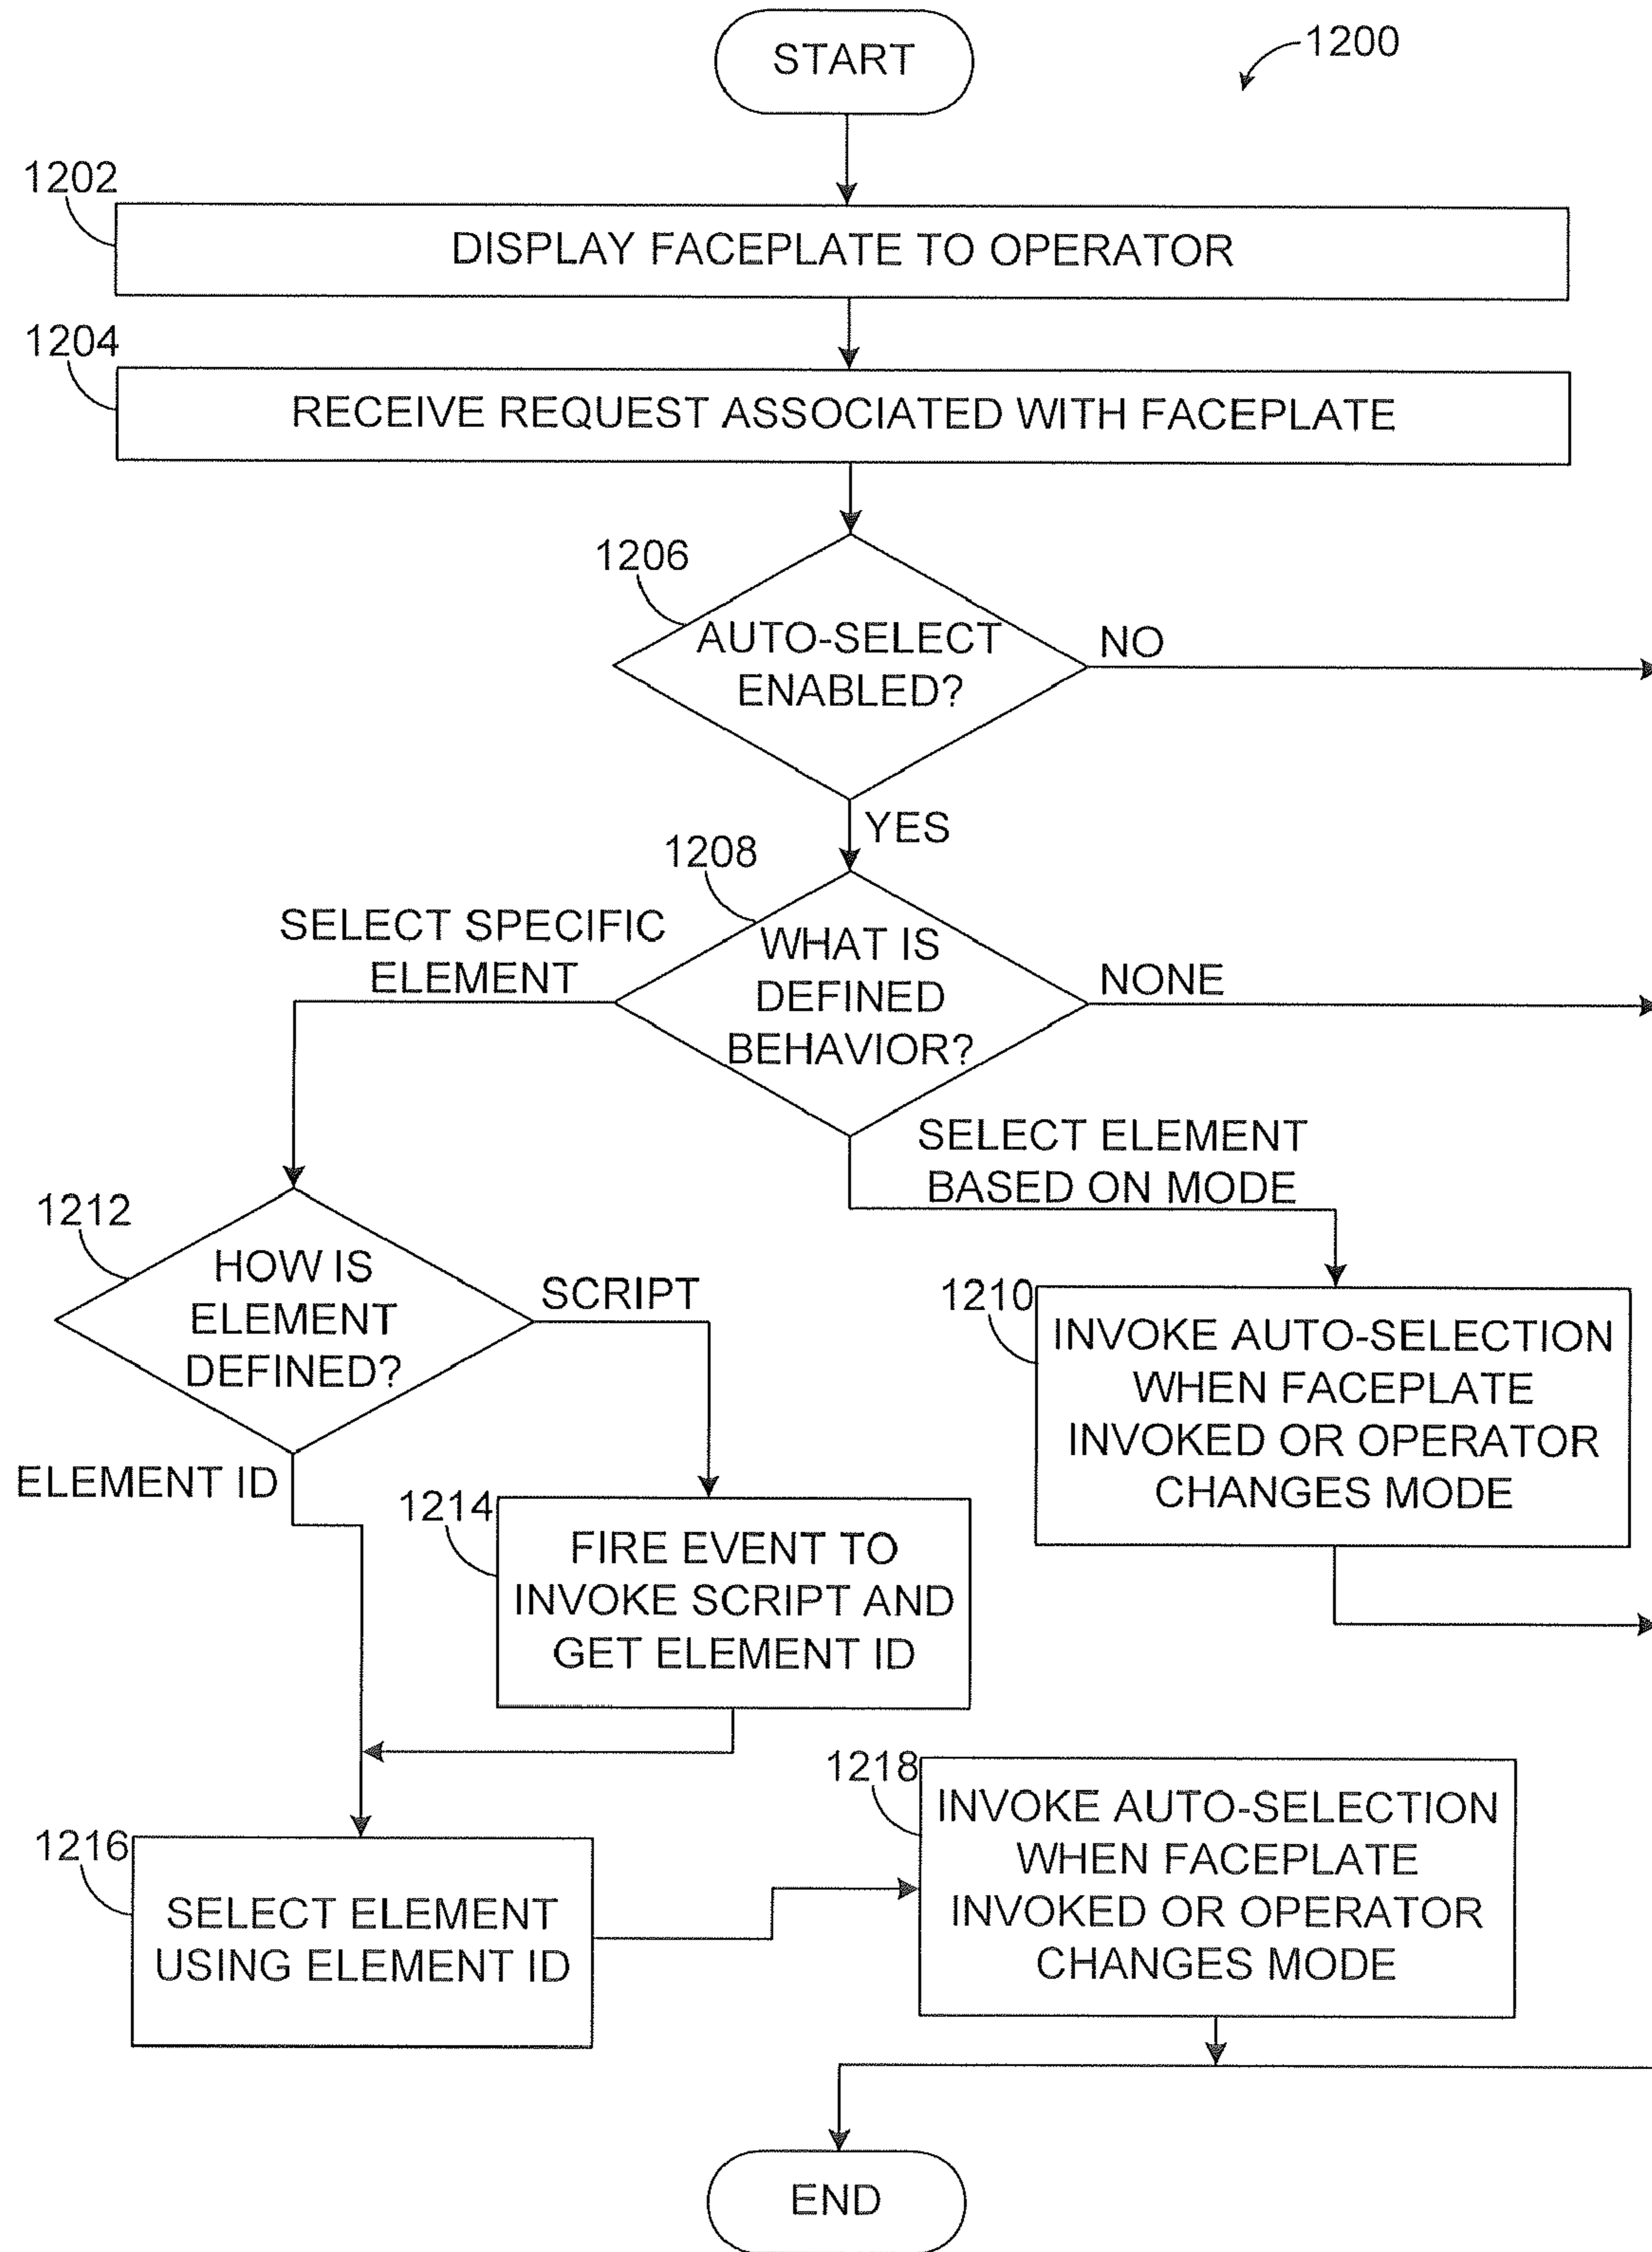 START
1200
1202
DISPLAY FACEPLATE TO OPERATOR
1204
RECEIVE REQUEST ASSOCIATED WITH FACEPLATE
1206
AUTO-SELECT
ENABLED?
NO
YES
1208
SELECT SPECIFIC
ELEMENT
WHAT IS
DEFINED
BEHAVIOR?
NONE
SELECT ELEMENT
BASED ON MODE
1212
HOW IS
ELEMENT
DEFINED?
SCRIPT
1210
INVOKE AUTO-SELECTION
WHEN FACEPLATE
INVOKED OR OPERATOR
CHANGES MODE
ELEMENT ID
1214
FIRE EVENT TO
INVOKE SCRIPT AND
GET ELEMENT ID
1218
INVOKE AUTO-SELECTION
WHEN FACEPLATE
INVOKED OR OPERATOR
CHANGES MODE
1216
SELECT ELEMENT
USING ELEMENT ID
END